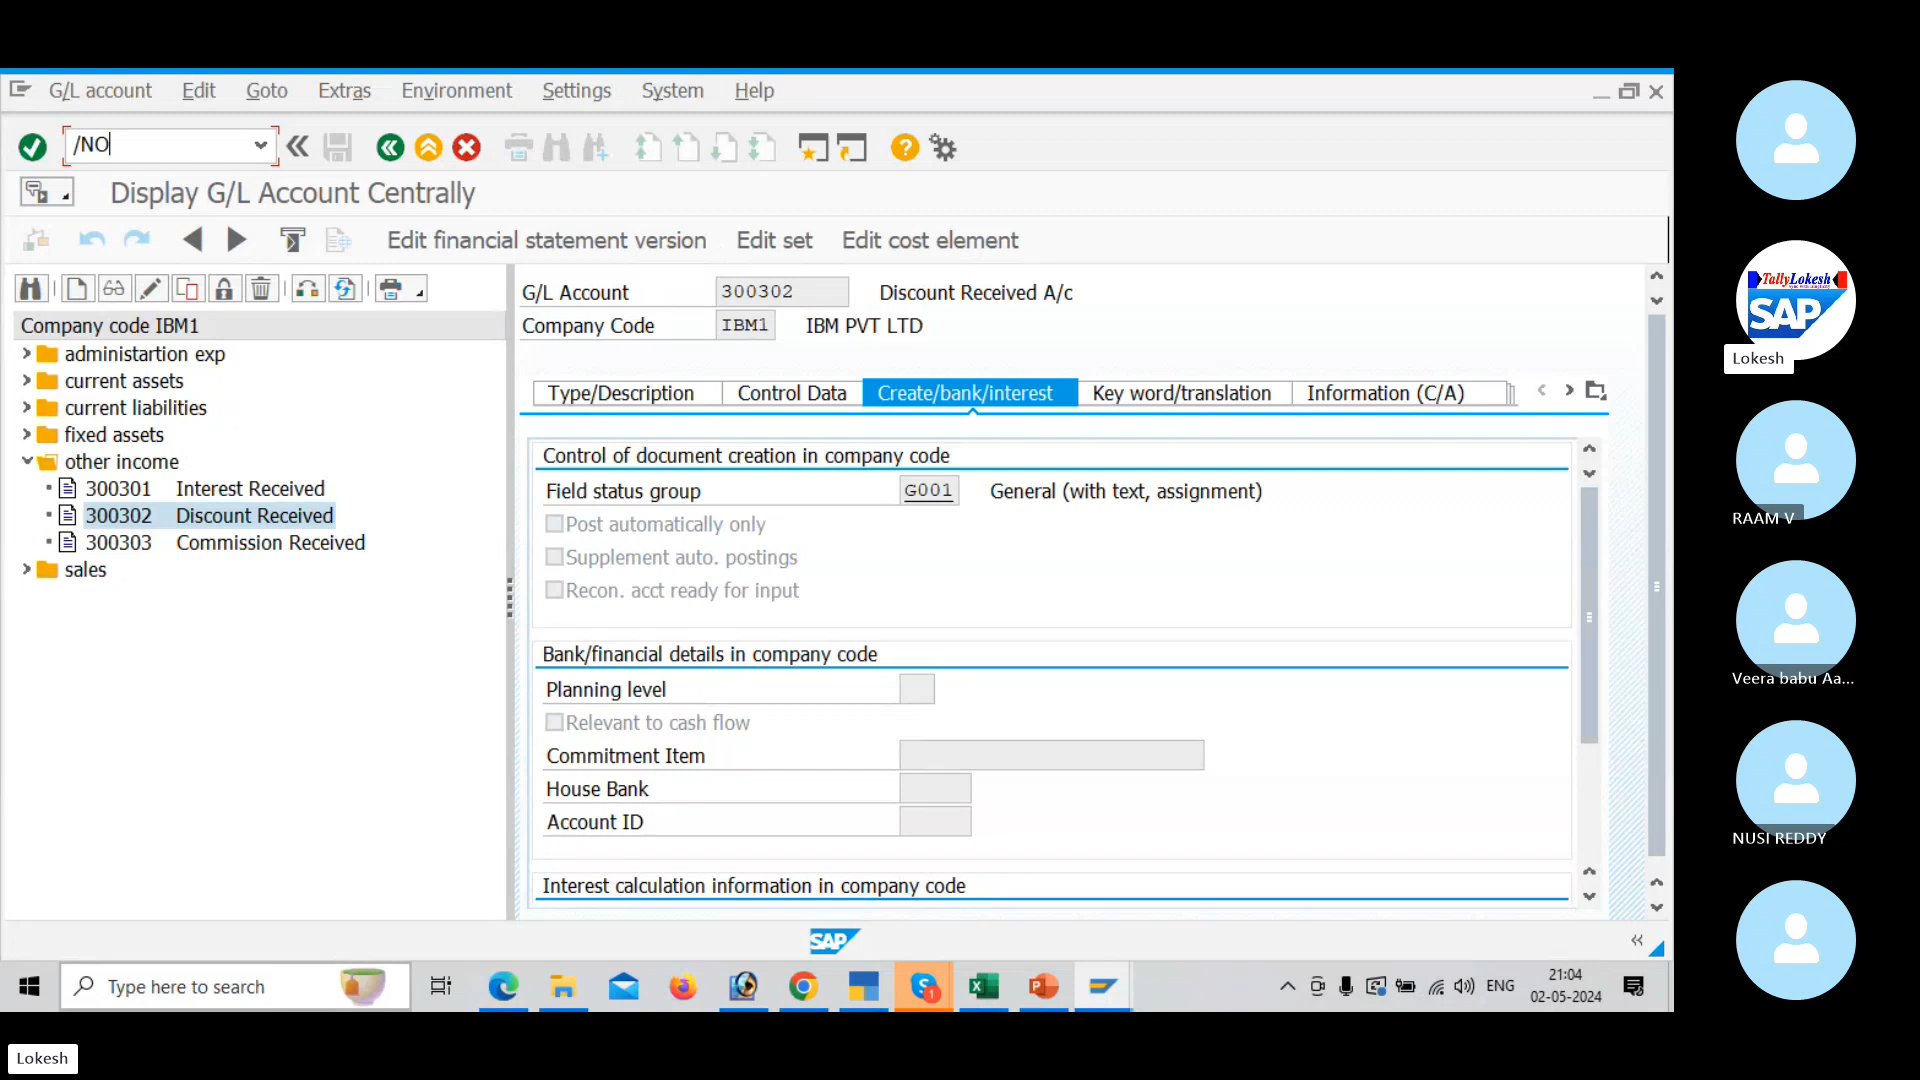 G/L account Edit Goto Extras Environment Settings System Help
/NO
Display G/L Account Centrally
Edit financial statement version Edit set Edit cost element
Company code IBM1
administartion exp
current assets
current liabilities
fixed assets
other income
300301 Interest Received
300302 Discount Received
300303 Commission Received
sales
G/L Account 300302 Discount Received A/c
Company Code IBM1 IBM PVT LTD
Type/Description Control Data Create/bank/interest Key word/translation Information (C/A)
Control of document creation in company code
Field status group G001 General (with text, assignment)
Post automatically only
Supplement auto. postings
Recon. acct ready for input
Bank/financial details in company code
Planning level
Relevant to cash flow
Commitment Item
House Bank
Account ID
Interest calculation information in company code
SAP
Type here to search
1
ENG
21:04
02-05-2024
TallyLokesh
SAP
Lokesh
RAAM V
Veera babu Aa...
NUSI REDDY
Lokesh